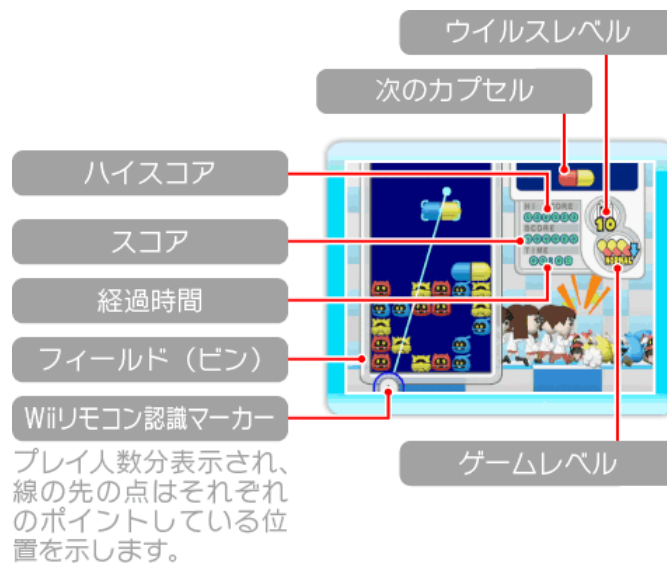 ウイルスレベル
次のカプセル
ハイスコア
スコア
経過時間
フィールド（ビン）
Wiiリモコン認識マーカー
プレイ人数分表示され、
線の先の点はそれぞれ
のポイントしている位
置を示します。
ゲームレベル
SCORE
TIME
10
NORMAL